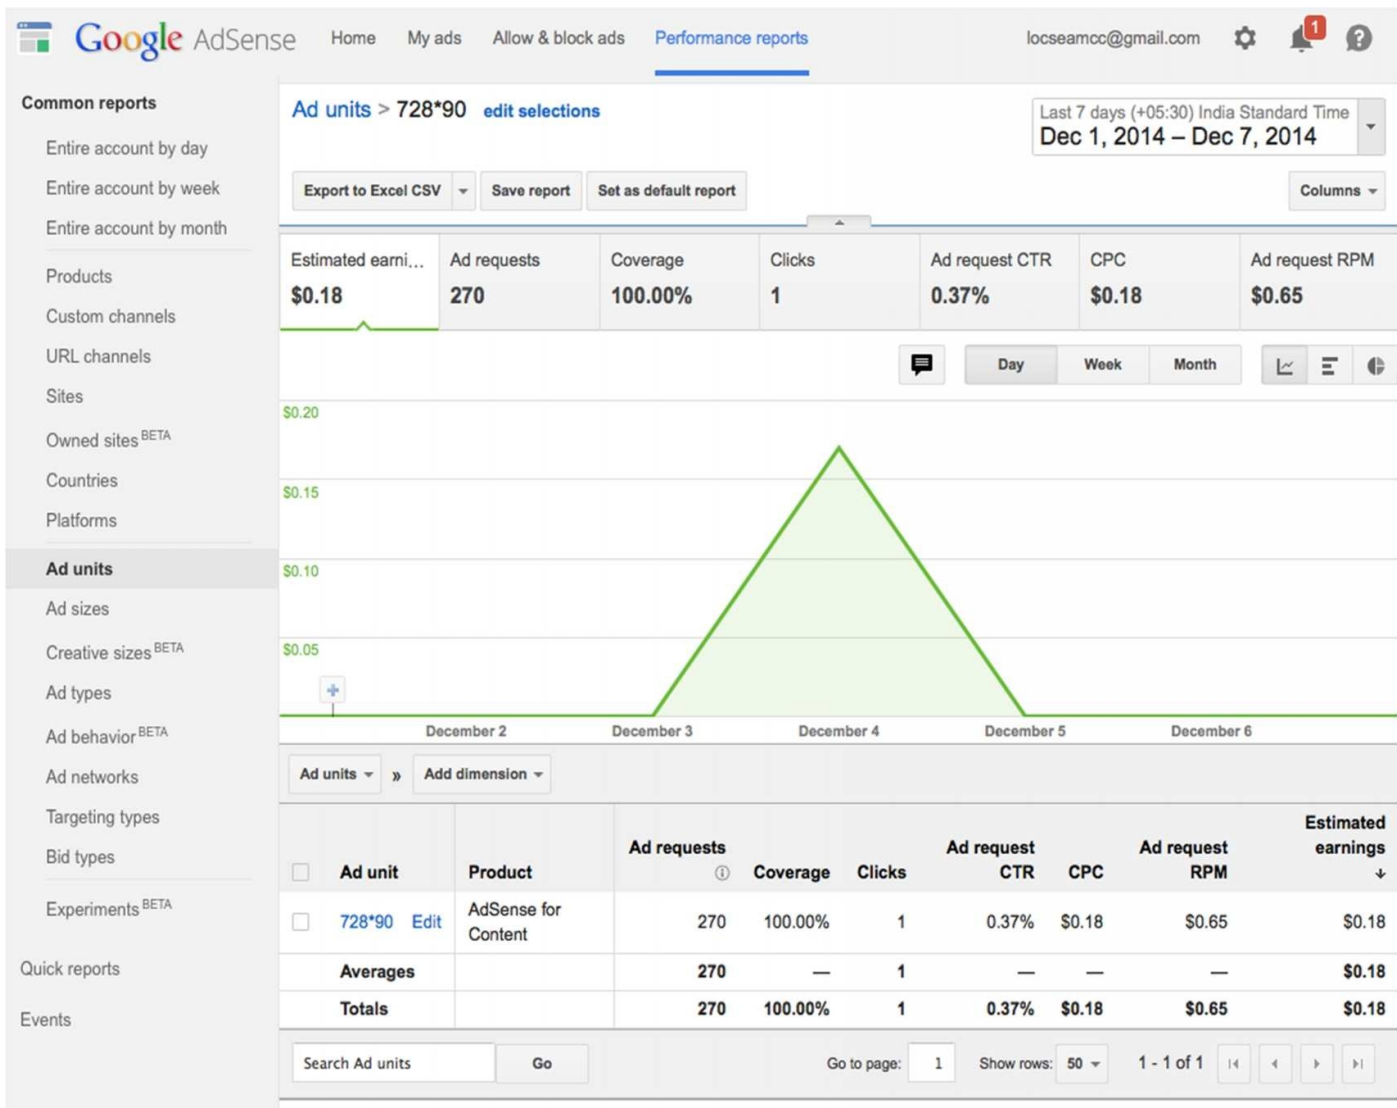 Google AdSense Home My ads Allow & block ads Performance reports locseamcc@gmail.com 1
Common reports
Entire account by day
Entire account by week
Entire account by month
Products
Custom channels
URL channels
Sites
Owned sites BETA
Countries
Platforms
Ad units
Ad sizes
Creative sizes BETA
Ad types
Ad behavior BETA
Ad networks
Targeting types
Bid types
Experiments BETA
Quick reports
Events
Ad units > 728*90 edit selections
Last 7 days (+05:30) India Standard Time
Dec 1, 2014 – Dec 7, 2014
Export to Excel CSV Save report Set as default report Columns
Estimated earni... Ad requests Coverage Clicks Ad request CTR CPC Ad request RPM
$0.18 270 100.00% 1 0.37% $0.18 $0.65
Day Week Month
$0.20
$0.15
$0.10
$0.05
December 2 December 3 December 4 December 5 December 6
Ad units » Add dimension
Ad unit Product Ad requests Coverage Clicks Ad request CTR CPC Ad request RPM Estimated earnings
728*90 Edit AdSense for Content 270 100.00% 1 0.37% $0.18 $0.65 $0.18
Averages 270 — 1 — — — $0.18
Totals 270 100.00% 1 0.37% $0.18 $0.65 $0.18
Search Ad units Go Go to page: 1 Show rows: 50 1 - 1 of 1